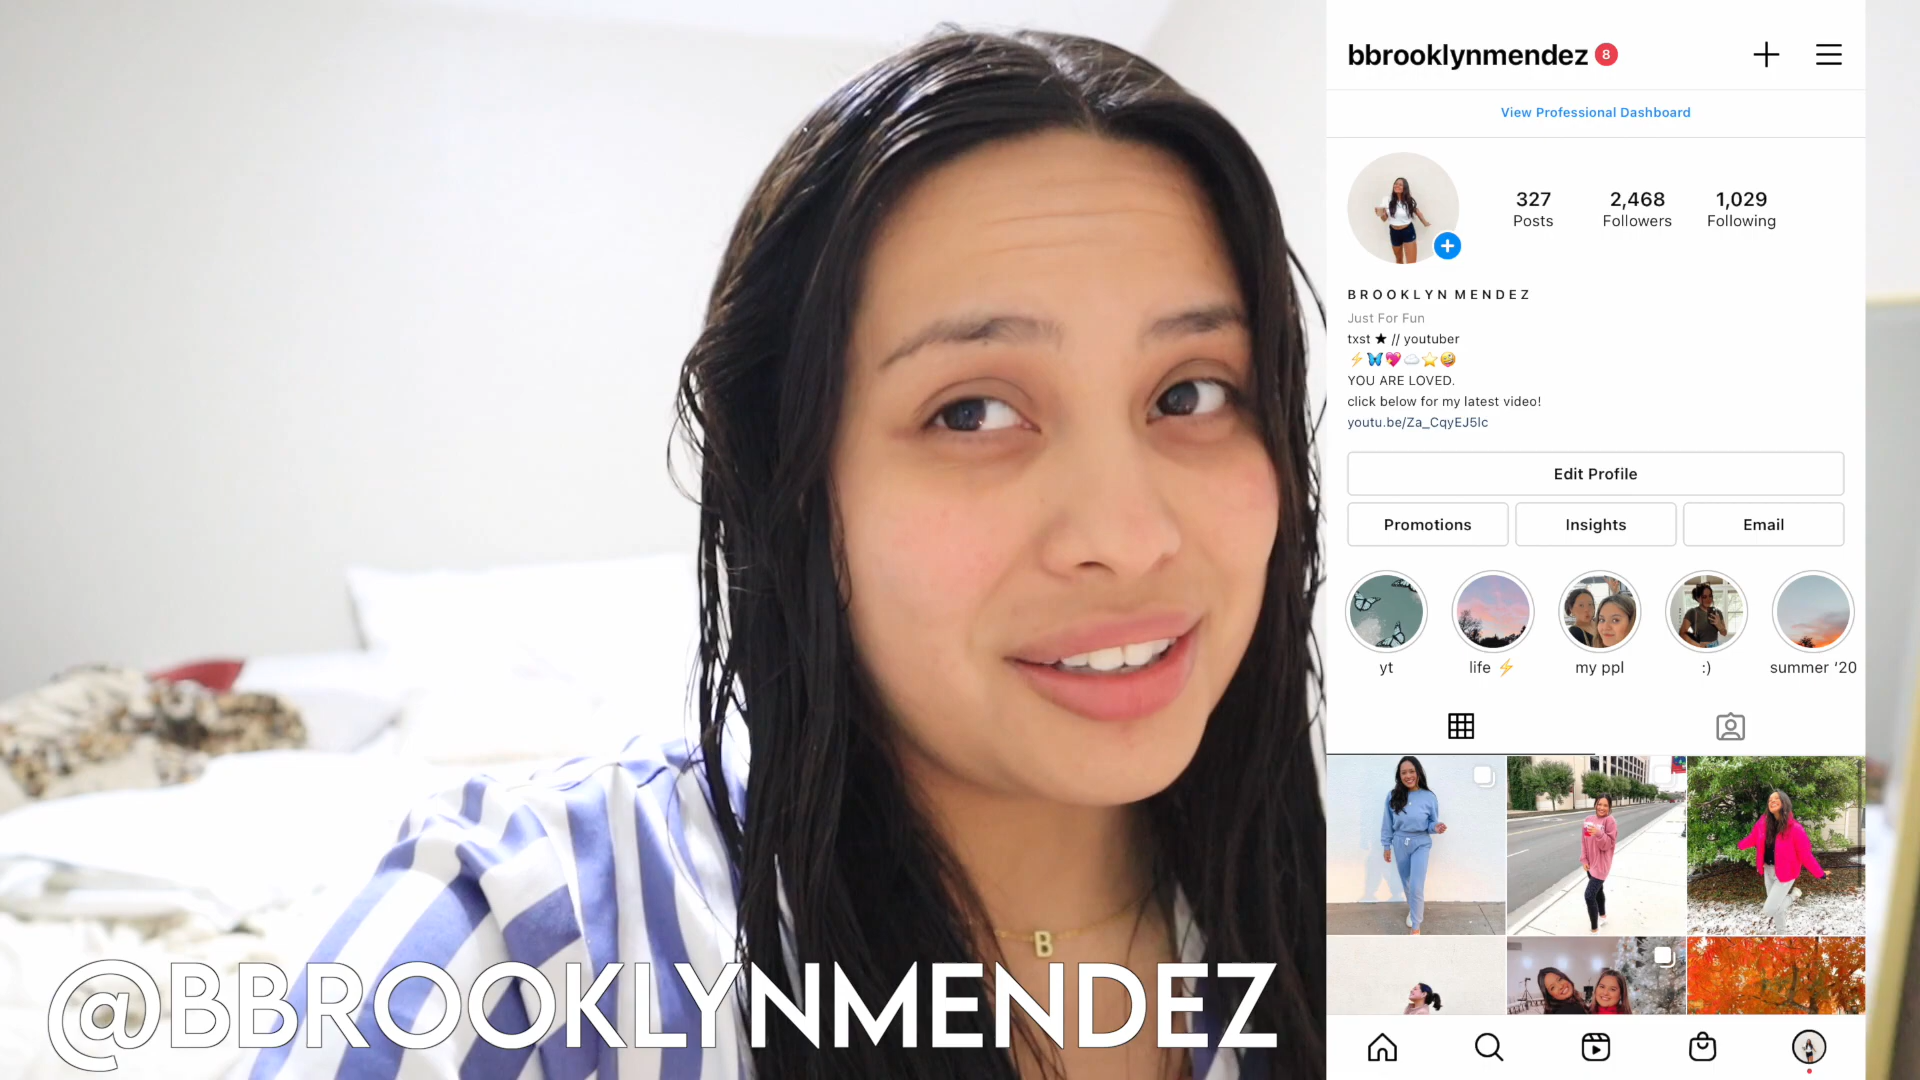 bbrooklynmendez 8
View Professional Dashboard
327 2,468 1,029
Posts Followers Following
BROOKLYN MENDEZ
Just For Fun
txst ★ // youtuber
⚡🦋💖☁️⭐🤪
YOU ARE LOVED.
click below for my latest video!
youtu.be/Za_CqyEJ5lc
Edit Profile
Promotions Insights Email
yt life ⚡ my ppl :) summer ‘20
B
@BBROOKLYNMENDEZ